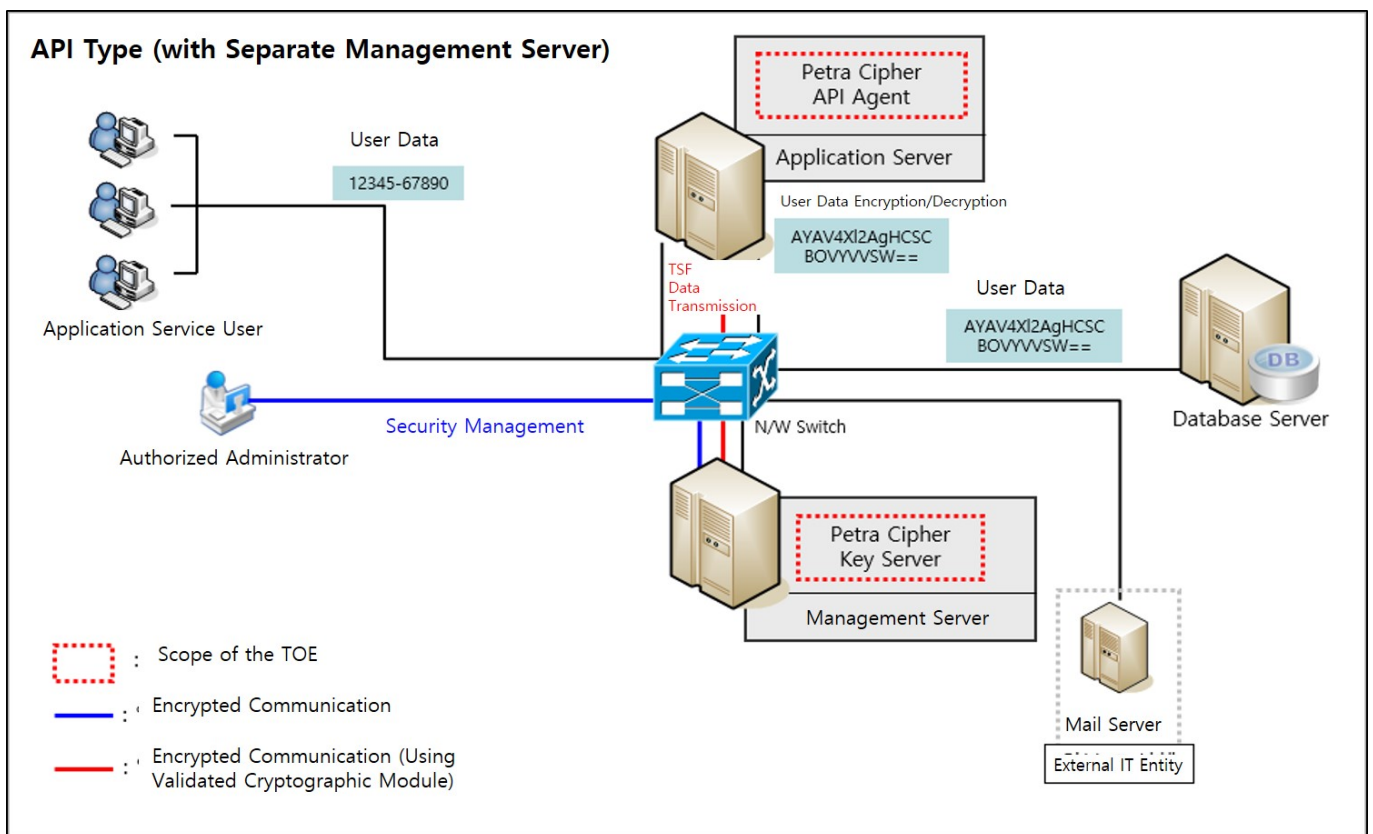 API Type (with Separate Management Server)
Petra Cipher
API Agent
Application Server
User Data
12345-67890
User Data Encryption/Decryption
AYAV4Xl2AgHCSC
BOVYVVSW==
TSF
Data
Transmission
User Data
AYAV4Xl2AgHCSC
BOVYVVSW==
DB
Database Server
Application Service User
Security Management
N/W Switch
Authorized Administrator
Petra Cipher
Key Server
Management Server
Mail Server
External IT Entity
: Scope of the TOE
: Encrypted Communication
: Encrypted Communication (Using
Validated Cryptographic Module)